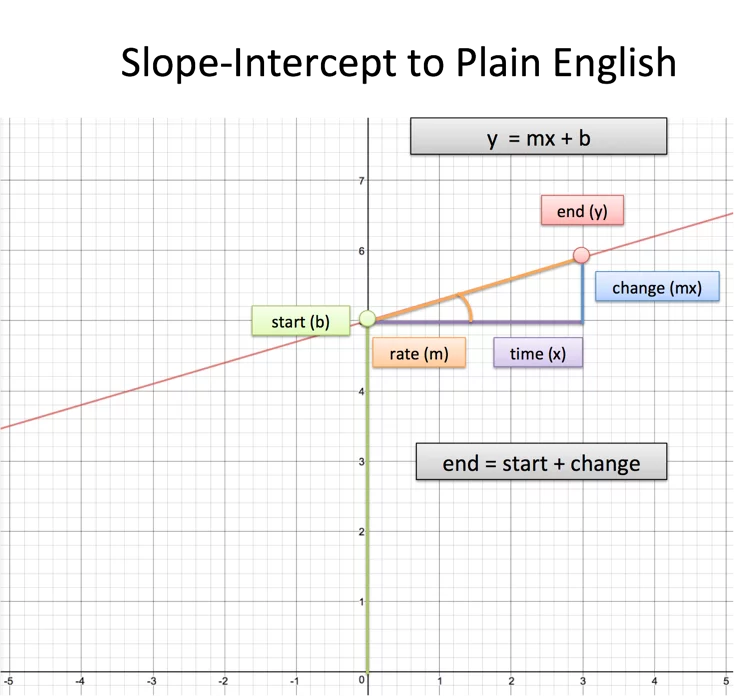 Slope-Intercept to Plain English
y = mx + b
7
end (y)
6
change (mx)
start (b)
rate (m)
time (x)
4
3
end = start + change
2
1
-5 -4 -3 -2 -1 0 1 2 3 4 5